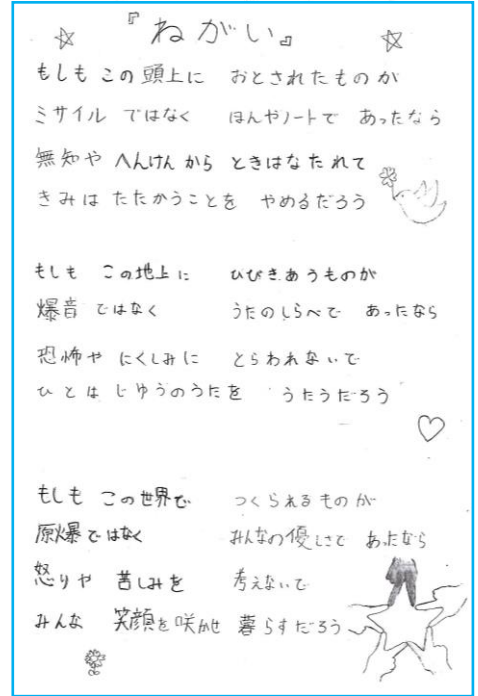 『ねがい』
もしも この頭上に おとされたものが
ミサイル ではなく ほんやノートで あったなら
無知や へんけん から ときはなたれて
きみは たたかうことを やめるだろう
もしも この地上に ひびきあうものが
爆音ではなく うたのしらべで あったなら
恐怖や にくしみに とらわれないで
ひとは じゆうのうたを うたうだろう
もしも この世界で つくられるものが
原爆ではなく みんなの優しさで あったなら
怒りや 苦しみを 考えないで
みんな 笑顔を咲かせ 暮らすだろう